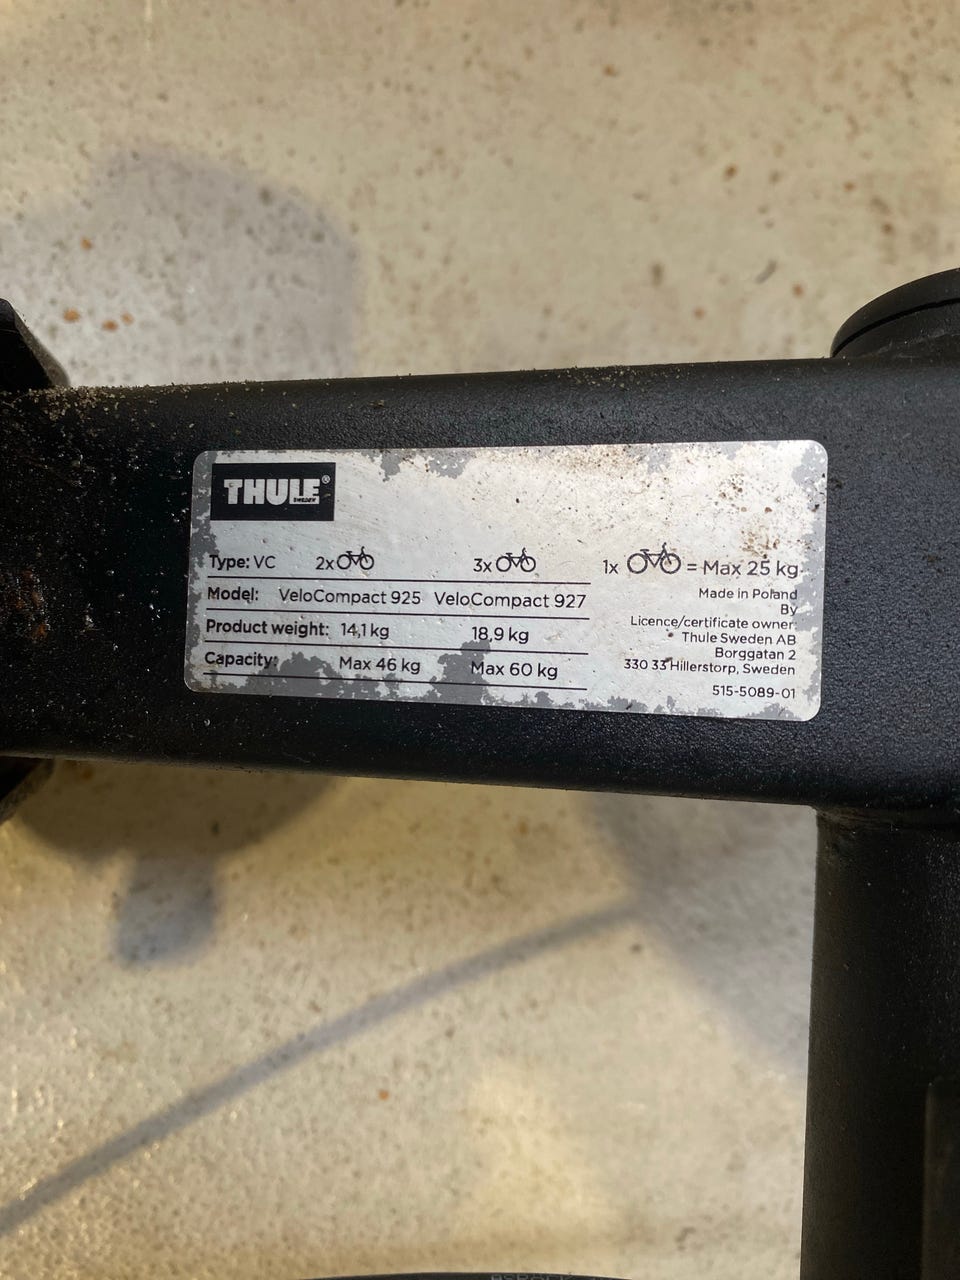 THULE®
SWEDEN
Type: VC 2x 3x 1x = Max 25 kg
Model: VeloCompact 925 VeloCompact 927
Product weight: 14,1 kg 18,9 kg
Capacity: Max 46 kg Max 60 kg
Made in Poland
By
Licence/certificate owner:
Thule Sweden AB
Borggatan 2
330 33 Hillerstorp, Sweden
515-5089-01